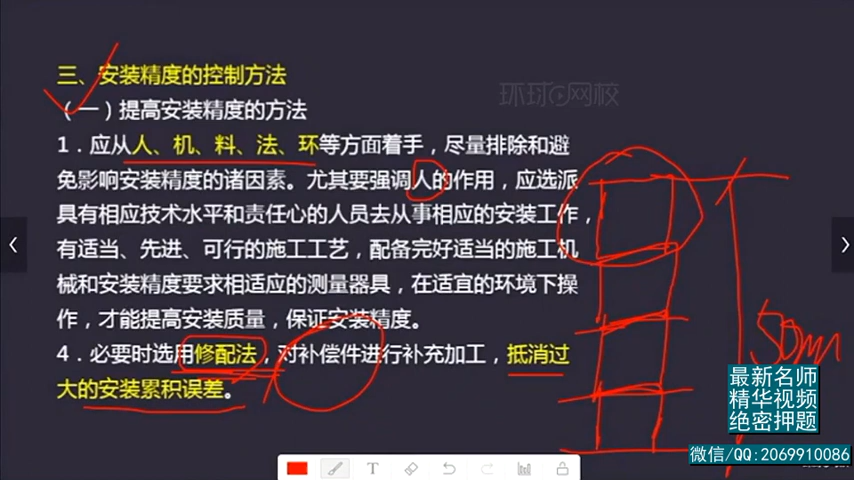 三、安装精度的控制方法
环球网校
（一）提高安装精度的方法
1．应从人、机、料、法、环等方面着手，尽量排除和避
免影响安装精度的诸因素。尤其要强调人的作用，应选派
具有相应技术水平和责任心的人员去从事相应的安装工作，
有适当、先进、可行的施工工艺，配备完好适当的施工机
械和安装精度要求相适应的测量器具，在适宜的环境下操
作，才能提高安装质量，保证安装精度。
4．必要时选用修配法，对补偿件进行补充加工，抵消过
大的安装累积误差。
50mm
最新名师
精华视频
绝密押题
微信/QQ:2069910086
T